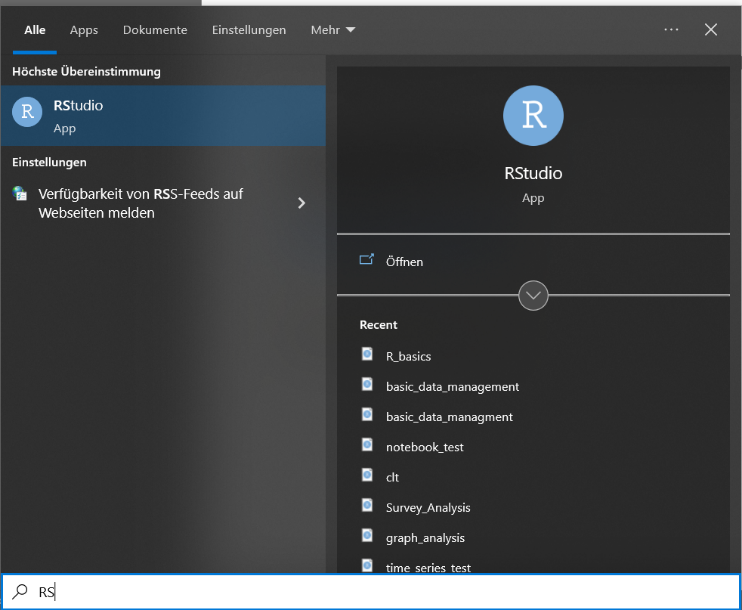 Alle Apps Dokumente Einstellungen Mehr
Höchste Übereinstimmung
R
RStudio
App
Einstellungen
Verfügbarkeit von RSS-Feeds auf
Webseiten melden
R
RStudio
App
Öffnen
Recent
R_basics
basic_data_management
basic_data_managment
notebook_test
clt
Survey_Analysis
graph_analysis
time_series_test
RS